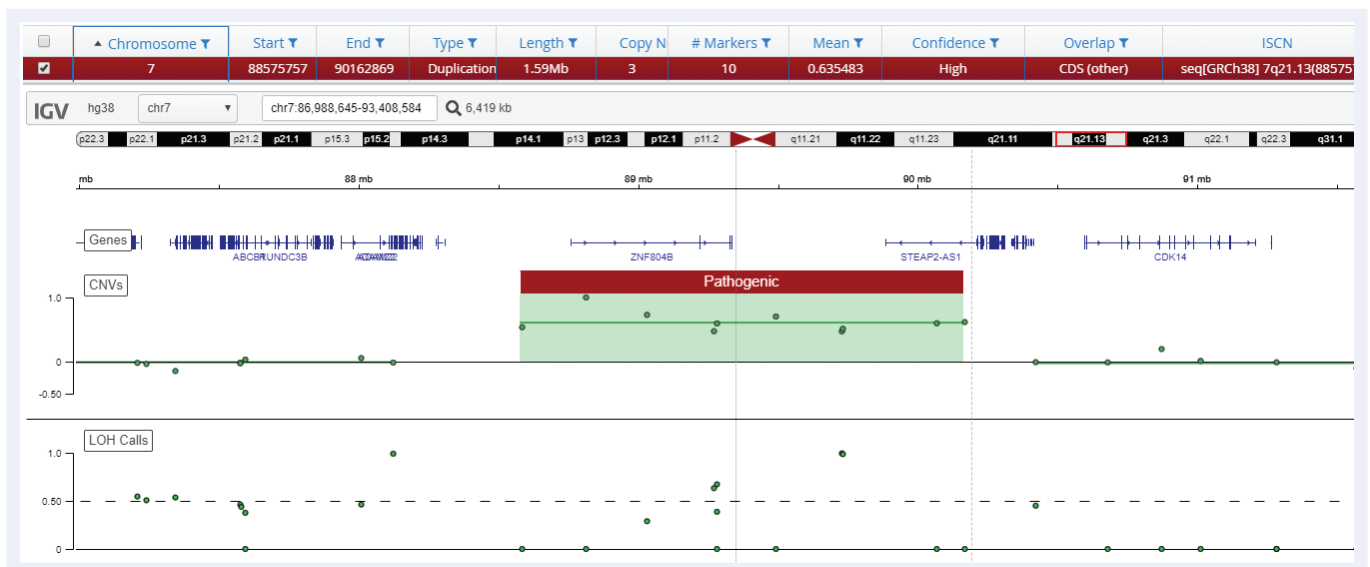 Chromosome Start End Type Length Copy N # Markers Mean Confidence Overlap ISCN
7 88575757 90162869 Duplication 1.59Mb 3 10 0.635483 High CDS (other) seq[GRCh38] 7q21.13(885757
IGV hg38 chr7 chr7:86,988,645-93,408,584 6,419 kb
p22.3 p22.1 p21.3 p21.2 p21.1 p15.3 p15.2 p14.3 p14.1 p13 p12.3 p12.1 p11.2 q11.21 q11.22 q11.23 q21.11 q21.13 q21.3 q22.1 q22.3 q31.1
mb 88 mb 89 mb 90 mb 91 mb
Genes
ZNF804B STEAP2-AS1 CDK14
CNVs
Pathogenic
1.0
0
-0.50
LOH Calls
1.0
0.50
0